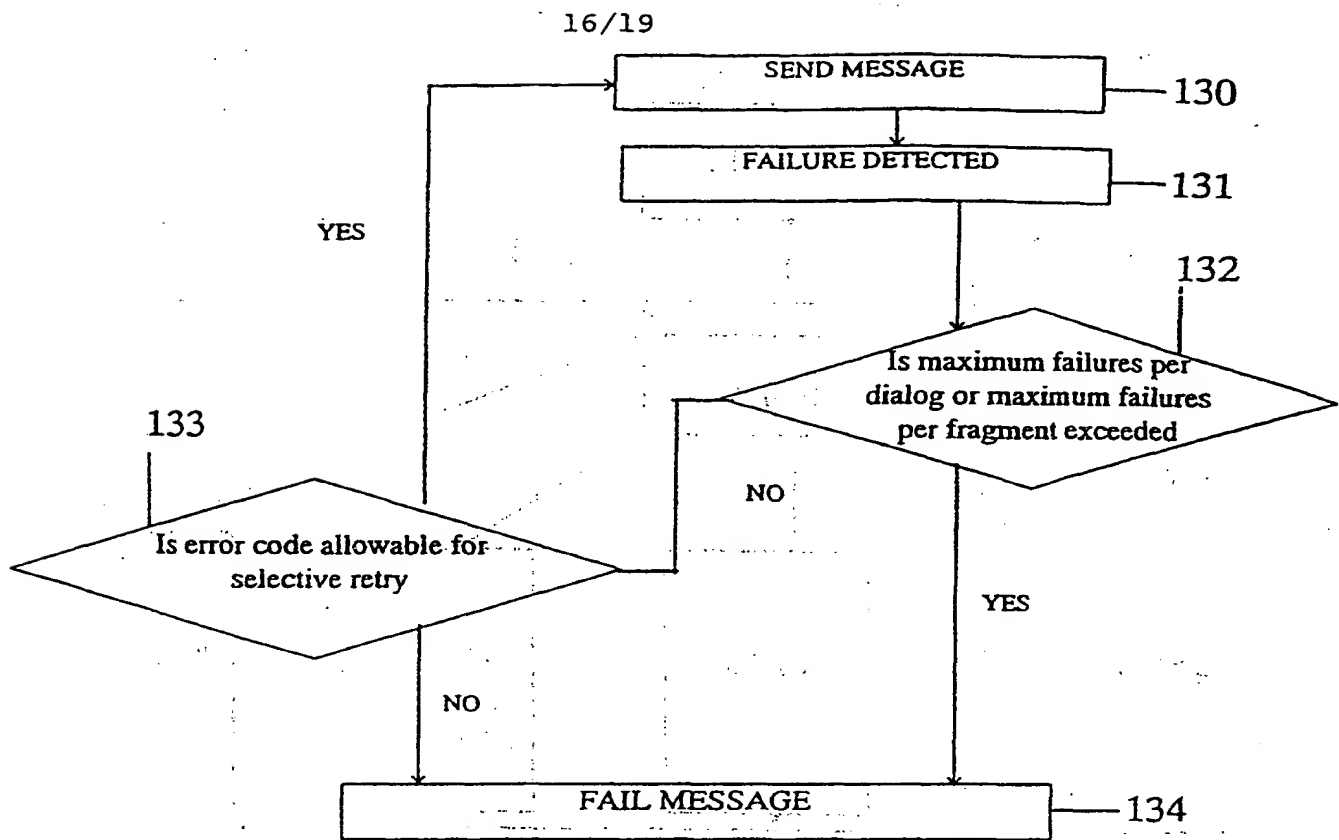 16/19
SEND MESSAGE
130
FAILURE DETECTED
131
YES
132
Is maximum failures per
dialog or maximum failures
per fragment exceeded
133
NO
Is error code allowable for
selective retry
YES
NO
FAIL MESSAGE
134